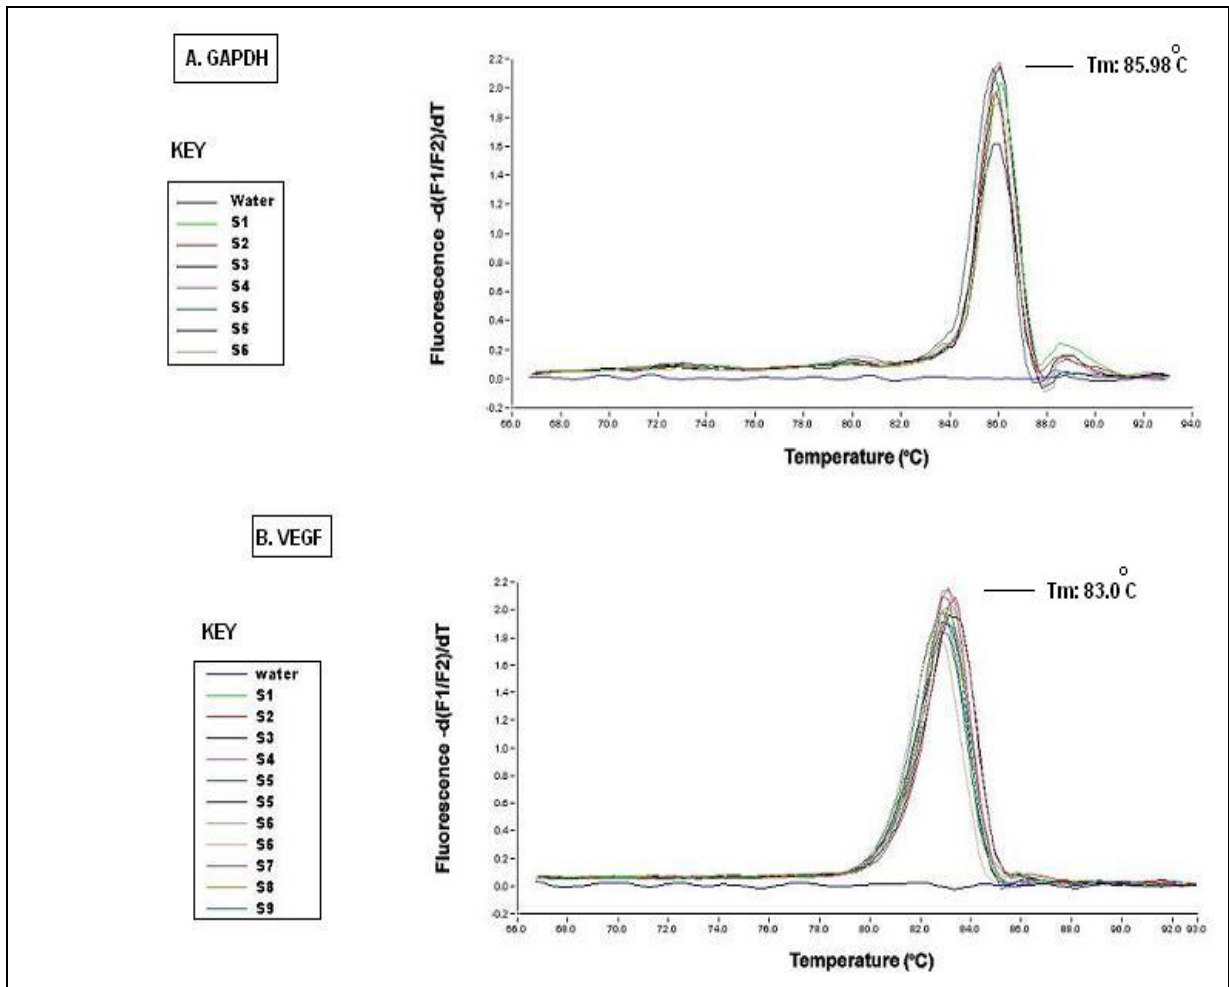 A. GAPDH
KEY
Water
S1
S2
S3
S4
S5
S5
S6
Fluorescence -d(F1/F2)/dT
2.2
2.0
1.8
1.6
1.4
1.2
1.0
0.8
0.6
0.4
0.2
0.0
-0.2
66.0 68.0 70.0 72.0 74.0 76.0 78.0 80.0 82.0 84.0 86.0 88.0 90.0 92.0 94.0
Temperature (°C)
Tm: 85.98°C
B. VEGF
KEY
water
S1
S2
S3
S4
S5
S5
S6
S6
S7
S8
S9
Fluorescence -d(F1/F2)/dT
2.2
2.0
1.8
1.6
1.4
1.2
1.0
0.8
0.6
0.4
0.2
0.0
-0.2
66.0 68.0 70.0 72.0 74.0 76.0 78.0 80.0 82.0 84.0 86.0 88.0 90.0 92.0 93.0
Temperature (°C)
Tm: 83.0°C